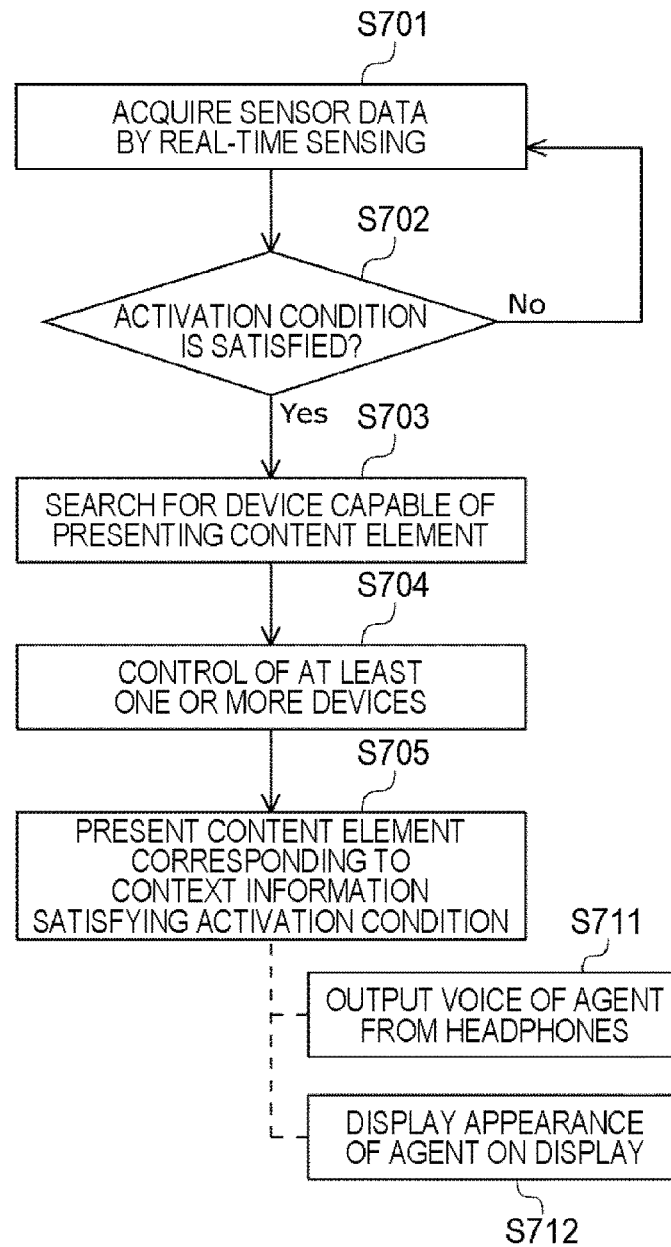 S701
ACQUIRE SENSOR DATA
BY REAL-TIME SENSING
S702
ACTIVATION CONDITION
IS SATISFIED?
No
Yes
S703
SEARCH FOR DEVICE CAPABLE OF
PRESENTING CONTENT ELEMENT
S704
CONTROL OF AT LEAST
ONE OR MORE DEVICES
S705
PRESENT CONTENT ELEMENT
CORRESPONDING TO
CONTEXT INFORMATION
SATISFYING ACTIVATION CONDITION
S711
OUTPUT VOICE OF AGENT
FROM HEADPHONES
DISPLAY APPEARANCE
OF AGENT ON DISPLAY
S712